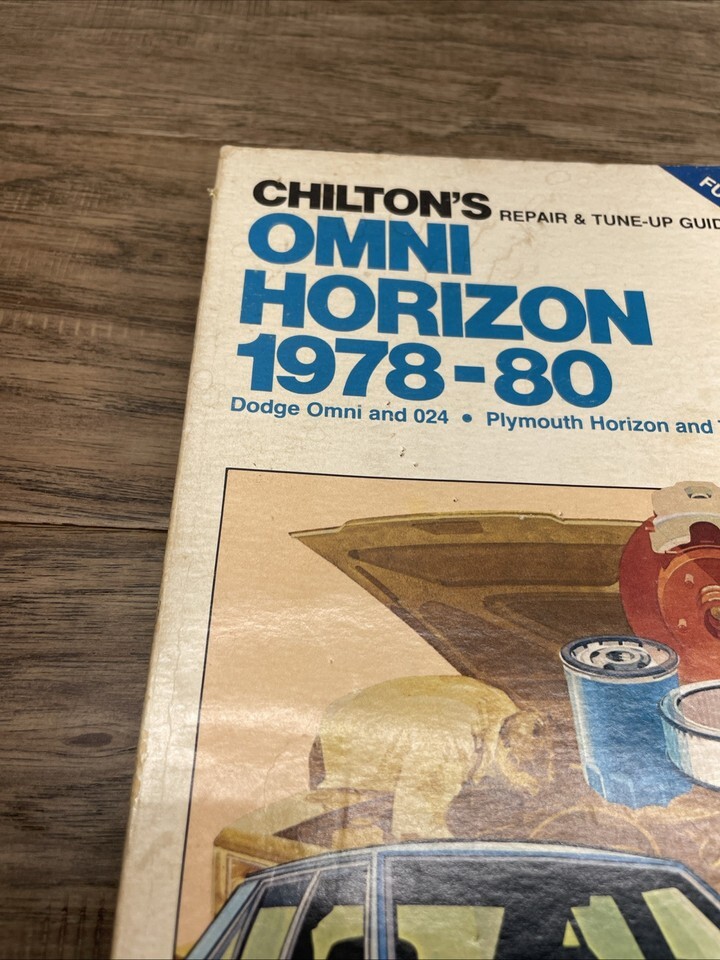 CHILTON'S REPAIR & TUNE-UP GUID
OMNI
HORIZON
1978-80
Dodge Omni and 024 • Plymouth Horizon and